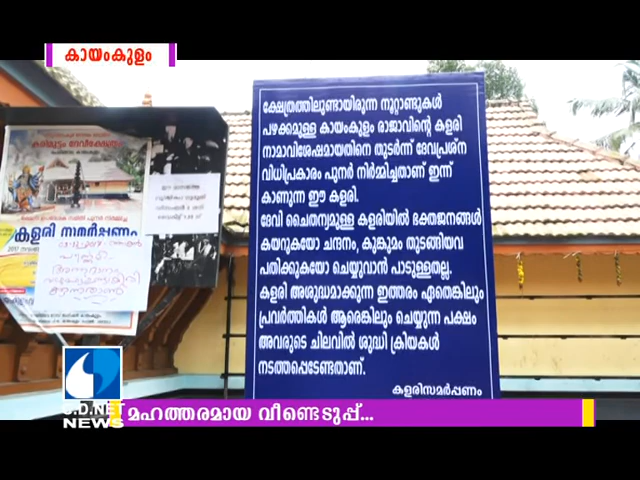 കായംകുളം
ക്ഷേത്രത്തിലുണ്ടായിരുന്ന നൂറ്റാണ്ടുകൾ
പഴക്കമുള്ള കായംകുളം രാജാവിന്റെ കളരി
നാമാവിശേഷമായതിനെ തുടർന്ന് ദേവപ്രശ്ന
വിധിപ്രകാരം പുനർ നിർമ്മിച്ചതാണ് ഇന്ന്
കാണുന്ന ഈ കളരി.
ദേവി ചൈതന്യമുള്ള കളരിയിൽ ഭക്തജനങ്ങൾ
കയറുകയോ ചന്ദനം, കുങ്കുമം തുടങ്ങിയവ
പതിക്കുകയോ ചെയ്യുവാൻ പാടുള്ളതല്ല.
കളരി അശുദ്ധമാക്കുന്ന ഇത്തരം ഏതെങ്കിലും
പ്രവർത്തികൾ ആരെങ്കിലും ചെയ്യുന്ന പക്ഷം
അവരുടെ ചിലവിൽ ശുദ്ധി ക്രിയകൾ
നടത്തപ്പെടേണ്ടതാണ്.
കളരിസമർപ്പണം
കളരി സമർപ്പണം
C.D.NET
NEWS
മഹത്തരമായ വീണ്ടെടുപ്പ്...